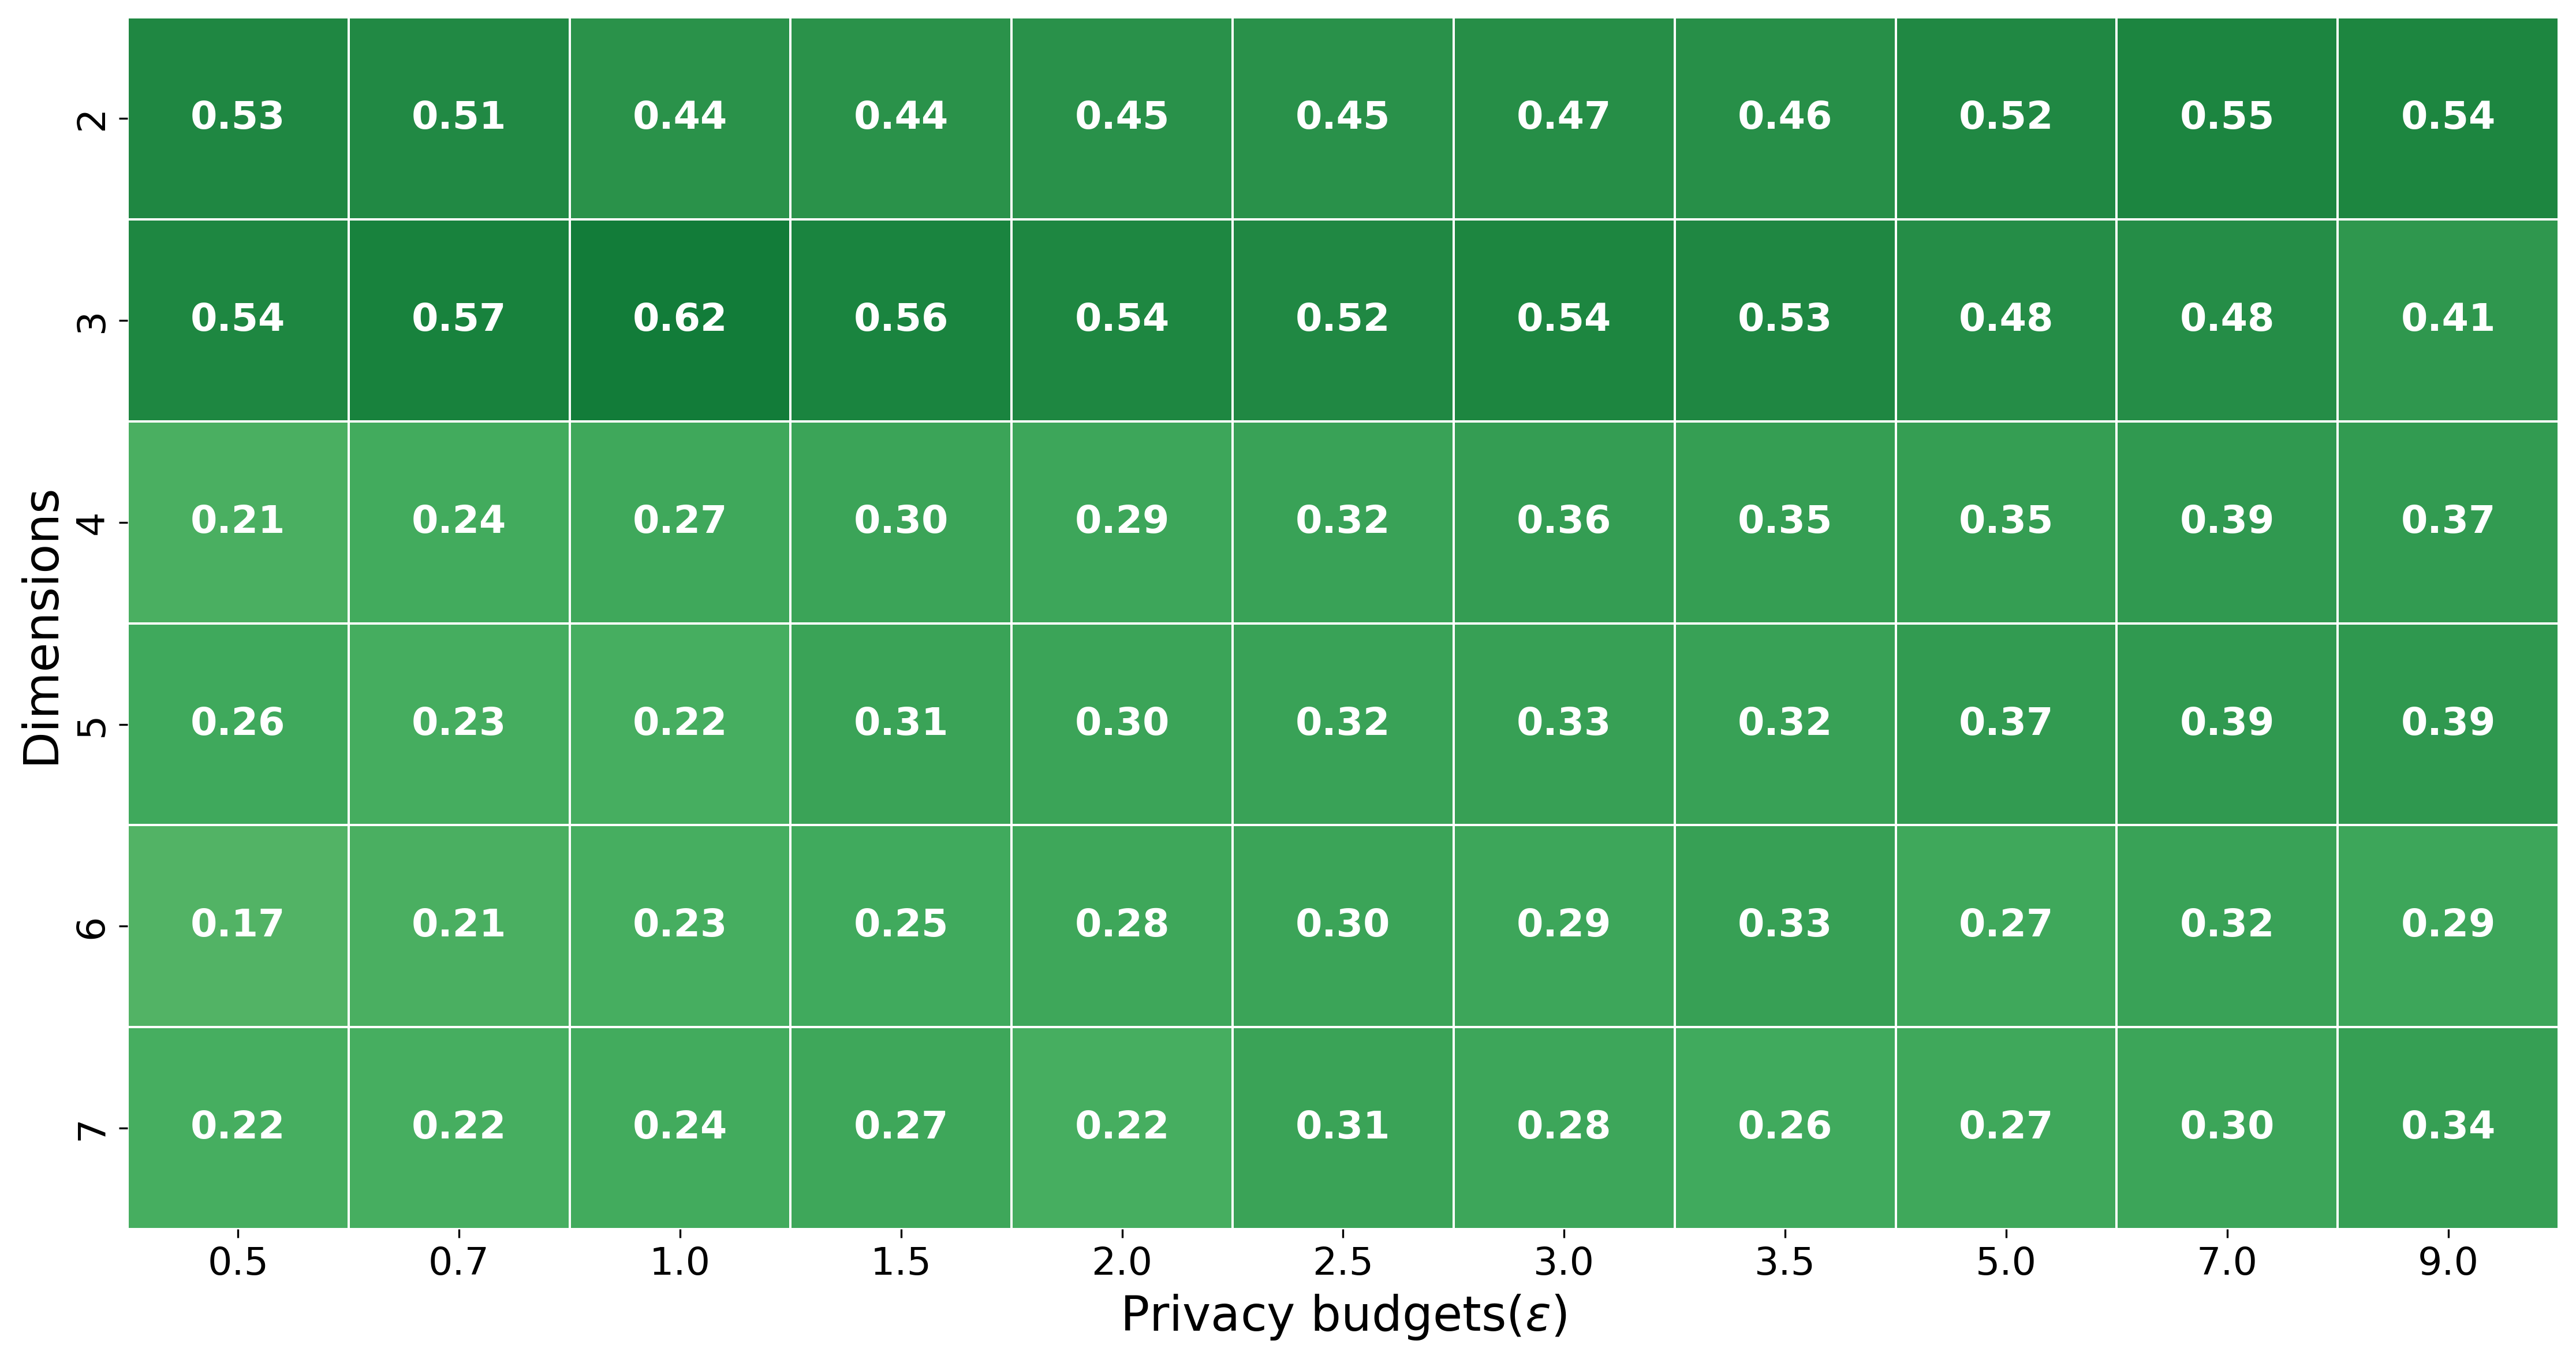 2 0.53 0.51 0.44 0.44 0.45 0.45 0.47 0.46 0.52 0.55 0.54
3 0.54 0.57 0.62 0.56 0.54 0.52 0.54 0.53 0.48 0.48 0.41
4 0.21 0.24 0.27 0.30 0.29 0.32 0.36 0.35 0.35 0.39 0.37
5 0.26 0.23 0.22 0.31 0.30 0.32 0.33 0.32 0.37 0.39 0.39
6 0.17 0.21 0.23 0.25 0.28 0.30 0.29 0.33 0.27 0.32 0.29
7 0.22 0.22 0.24 0.27 0.22 0.31 0.28 0.26 0.27 0.30 0.34
0.5 0.7 1.0 1.5 2.0 2.5 3.0 3.5 5.0 7.0 9.0
Privacy budgets(ε)
Dimensions